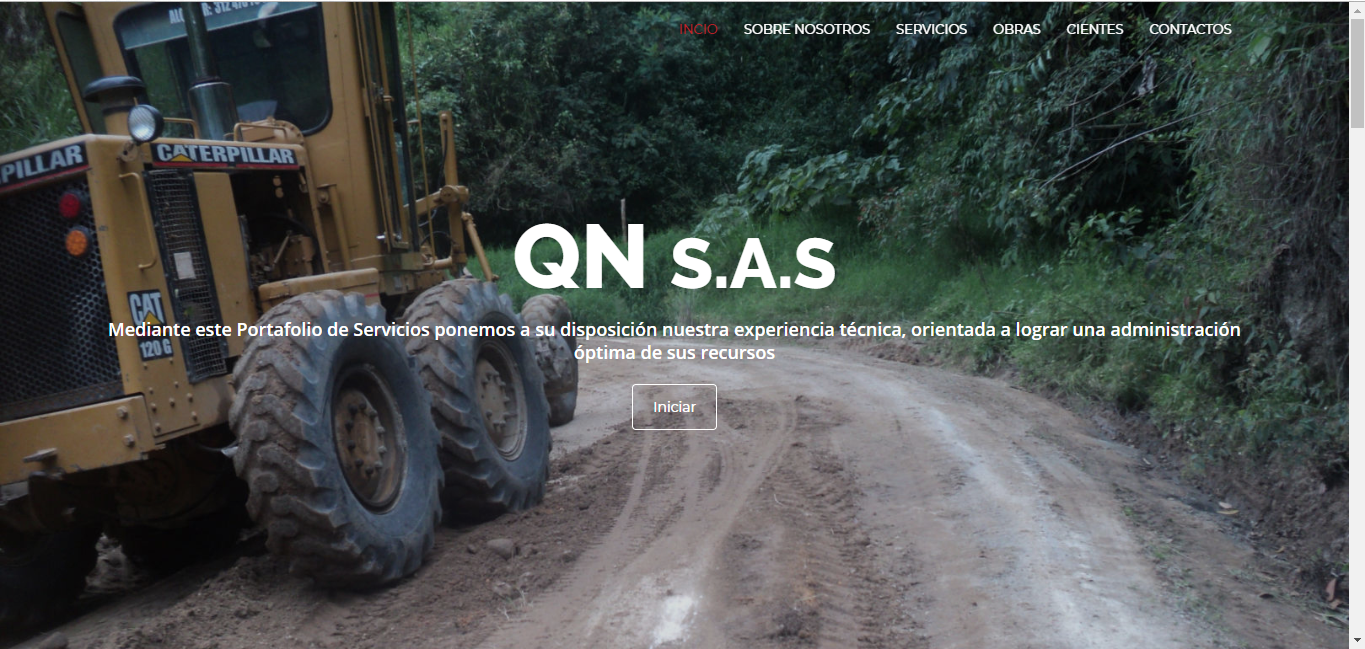 INCIO SOBRE NOSOTROS SERVICIOS OBRAS CIENTES CONTACTOS
PILLAR
CATERPILLAR
QN S.A.S
CAT
120 G
Mediante este Portafolio de Servicios ponemos a su disposición nuestra experiencia técnica, orientada a lograr una administración
óptima de sus recursos
Iniciar